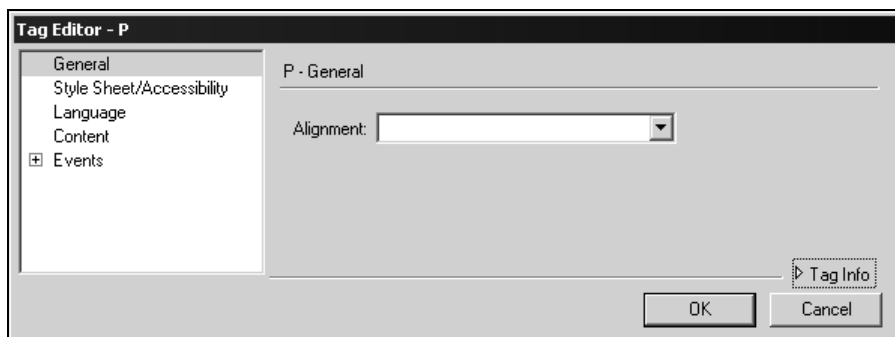 Tag Editor - P
General
Style Sheet/Accessibility
Language
Content
Events
P - General
Alignment:
Tag Info
OK
Cancel